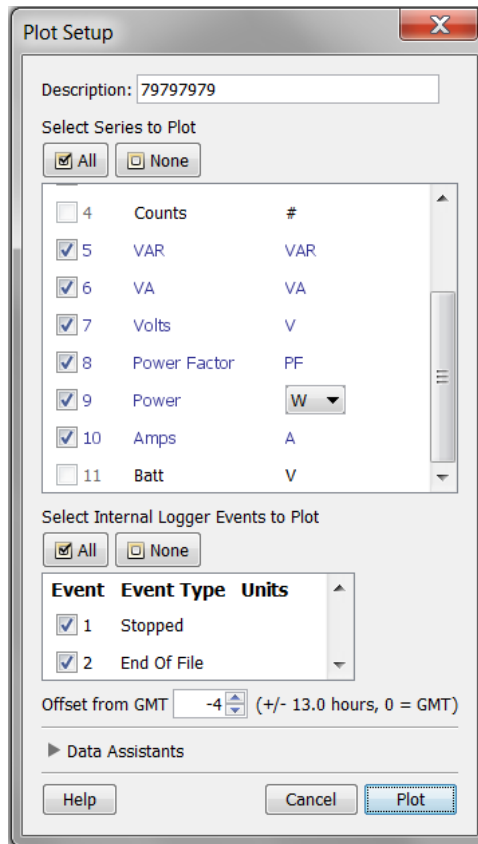 Plot Setup
X
Description: 79797979
Select Series to Plot
All None
4 Counts #
5 VAR VAR
6 VA VA
7 Volts V
8 Power Factor PF
9 Power W
10 Amps A
11 Batt V
Select Internal Logger Events to Plot
All None
Event Event Type Units
1 Stopped
2 End Of File
Offset from GMT -4 (+/- 13.0 hours, 0 = GMT)
Data Assistants
Help Cancel Plot